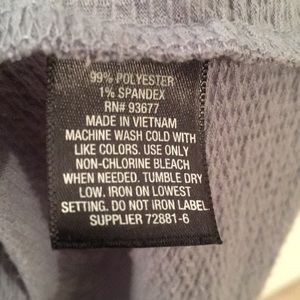 99% POLYESTER
1% SPANDEX
RN# 93677
MADE IN VIETNAM
MACHINE WASH COLD WITH
LIKE COLORS. USE ONLY
NON-CHLORINE BLEACH
WHEN NEEDED. TUMBLE DRY
LOW. IRON ON LOWEST
SETTING. DO NOT IRON LABEL.
SUPPLIER 72881-6